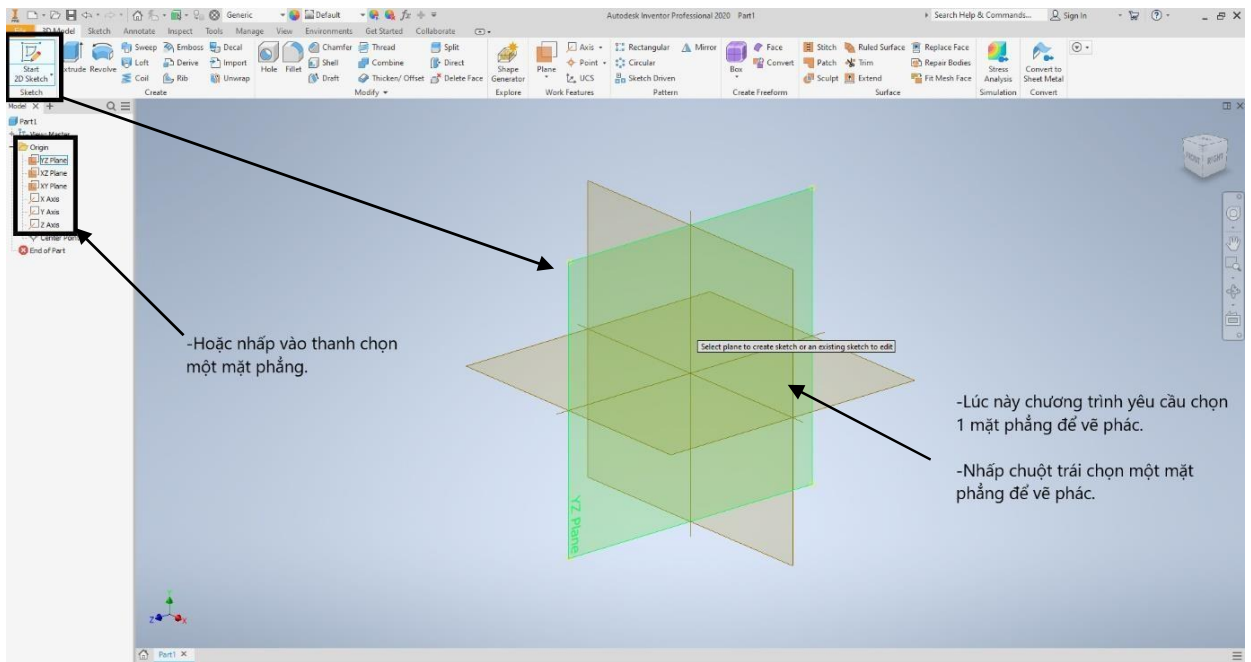 Generic Default Autodesk Inventor Professional 2020 Part1 Search Help & Commands... Sign In
3D Model Sketch Annotate Inspect Tools Manage View Environments Get Started Collaborate
Start 2D Sketch
Extrude Revolve
Sweep Emboss Decal
Loft Derive Import
Coil Rib Unwrap
Hole Fillet
Chamfer Thread Split
Shell Combine Direct
Draft Thicken/ Offset Delete Face
Shape Generator
Plane
Axis
Point
UCS
Rectangular Mirror
Circular
Sketch Driven
Box
Face
Convert
Stitch Ruled Surface Replace Face
Patch Trim Repair Bodies
Sculpt Extend Fit Mesh Face
Stress Analysis
Convert to Sheet Metal
Sketch Create Modify Explore Work Features Pattern Create Freeform Surface Simulation Convert
Model
Part1
View: Master
Origin
YZ Plane
XZ Plane
XY Plane
X Axis
Y Axis
Z Axis
Center Point
End of Part
FRONT RIGHT
-Hoặc nhấp vào thanh chọn
một mặt phẳng.
Select plane to create sketch or an existing sketch to edit
-Lúc này chương trình yêu cầu chọn
1 mặt phẳng để vẽ phác.
-Nhấp chuột trái chọn một mặt
phẳng để vẽ phác.
YZ Plane
Y
Z X
Part1